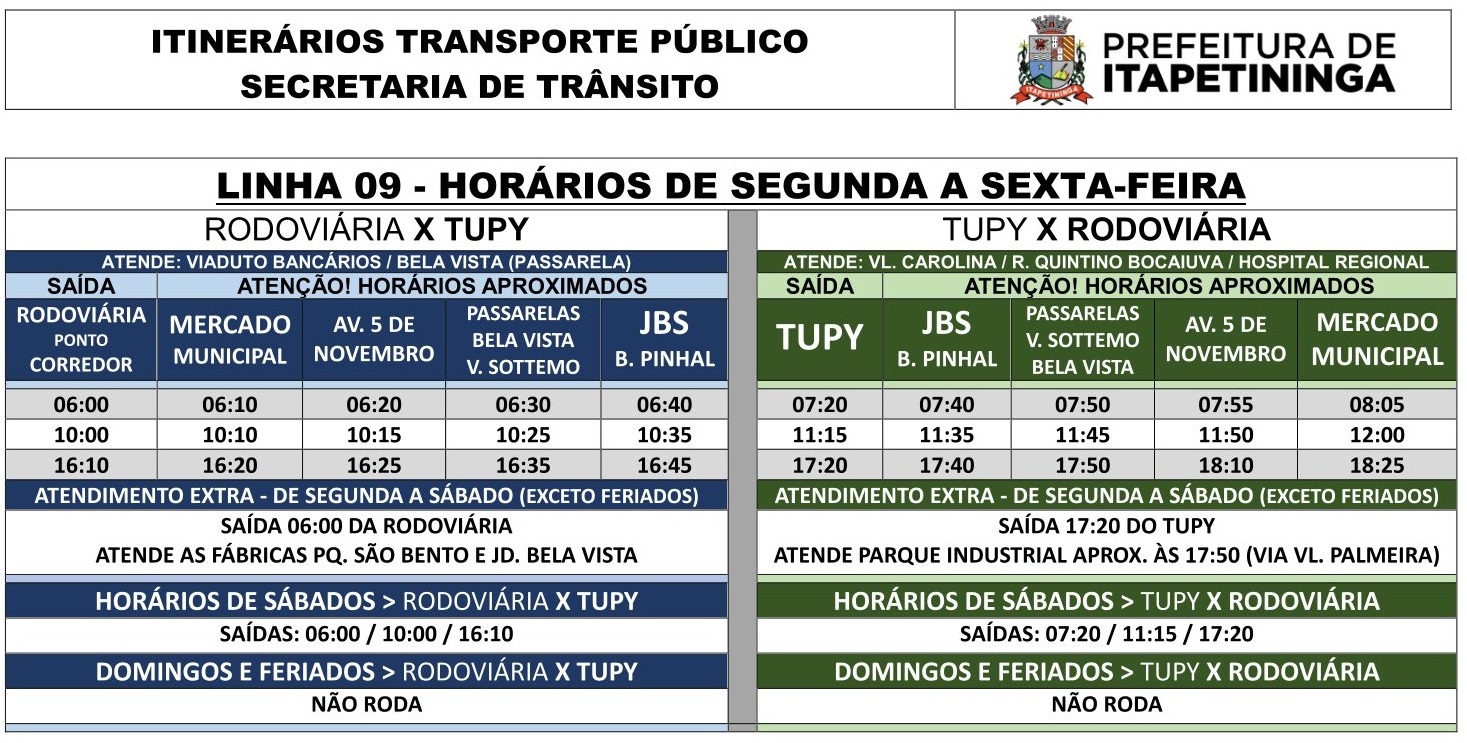 ITINERÁRIOS TRANSPORTE PÚBLICO
SECRETARIA DE TRÂNSITO
ITAPETININGA
PREFEITURA DE
ITAPETININGA
LINHA 09 - HORÁRIOS DE SEGUNDA A SEXTA-FEIRA
RODOVIÁRIA X TUPY
ATENDE: VIADUTO BANCÁRIOS / BELA VISTA (PASSARELA)
SAÍDA ATENÇÃO! HORÁRIOS APROXIMADOS
RODOVIÁRIA PONTO CORREDOR MERCADO MUNICIPAL AV. 5 DE NOVEMBRO PASSARELAS BELA VISTA V. SOTTEMO JBS B. PINHAL
06:00 06:10 06:20 06:30 06:40
10:00 10:10 10:15 10:25 10:35
16:10 16:20 16:25 16:35 16:45
ATENDIMENTO EXTRA - DE SEGUNDA A SÁBADO (EXCETO FERIADOS)
SAÍDA 06:00 DA RODOVIÁRIA
ATENDE AS FÁBRICAS PQ. SÃO BENTO E JD. BELA VISTA
HORÁRIOS DE SÁBADOS > RODOVIÁRIA X TUPY
SAÍDAS: 06:00 / 10:00 / 16:10
DOMINGOS E FERIADOS > RODOVIÁRIA X TUPY
NÃO RODA
TUPY X RODOVIÁRIA
ATENDE: VL. CAROLINA / R. QUINTINO BOCAIUVA / HOSPITAL REGIONAL
SAÍDA ATENÇÃO! HORÁRIOS APROXIMADOS
TUPY JBS B. PINHAL PASSARELAS V. SOTTEMO BELA VISTA AV. 5 DE NOVEMBRO MERCADO MUNICIPAL
07:20 07:40 07:50 07:55 08:05
11:15 11:35 11:45 11:50 12:00
17:20 17:40 17:50 18:10 18:25
ATENDIMENTO EXTRA - DE SEGUNDA A SÁBADO (EXCETO FERIADOS)
SAÍDA 17:20 DO TUPY
ATENDE PARQUE INDUSTRIAL APROX. ÀS 17:50 (VIA VL. PALMEIRA)
HORÁRIOS DE SÁBADOS > TUPY X RODOVIÁRIA
SAÍDAS: 07:20 / 11:15 / 17:20
DOMINGOS E FERIADOS > TUPY X RODOVIÁRIA
NÃO RODA